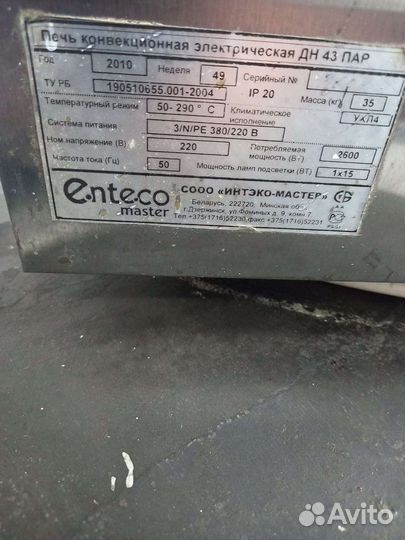 Печь конвекционная электрическая ДН 43 ПАР
Год 2010 Неделя 49 Серийный №
ТУ РБ 190510655.001-2004 IP 20 Масса (кг) 35
Температурный режим 50- 290 ° С Климатическое исполнение УХЛ4
Система питания 3/N/PE 380/220 В
Ном.напряжение (В) 220 Потребляемая мощность (Вт) 2600
Частота тока (Гц) 50 Мощность ламп подсветки (ВТ) 1x15
enteco
master
СООО «ИНТЭКО-МАСТЕР»
Беларусь, 222720, Минская обл.
г.Дзержинск, ул.Фоминых д. 9, комн 7
Тел.+375(1716)52230,факс +375(1716)52231
Avito